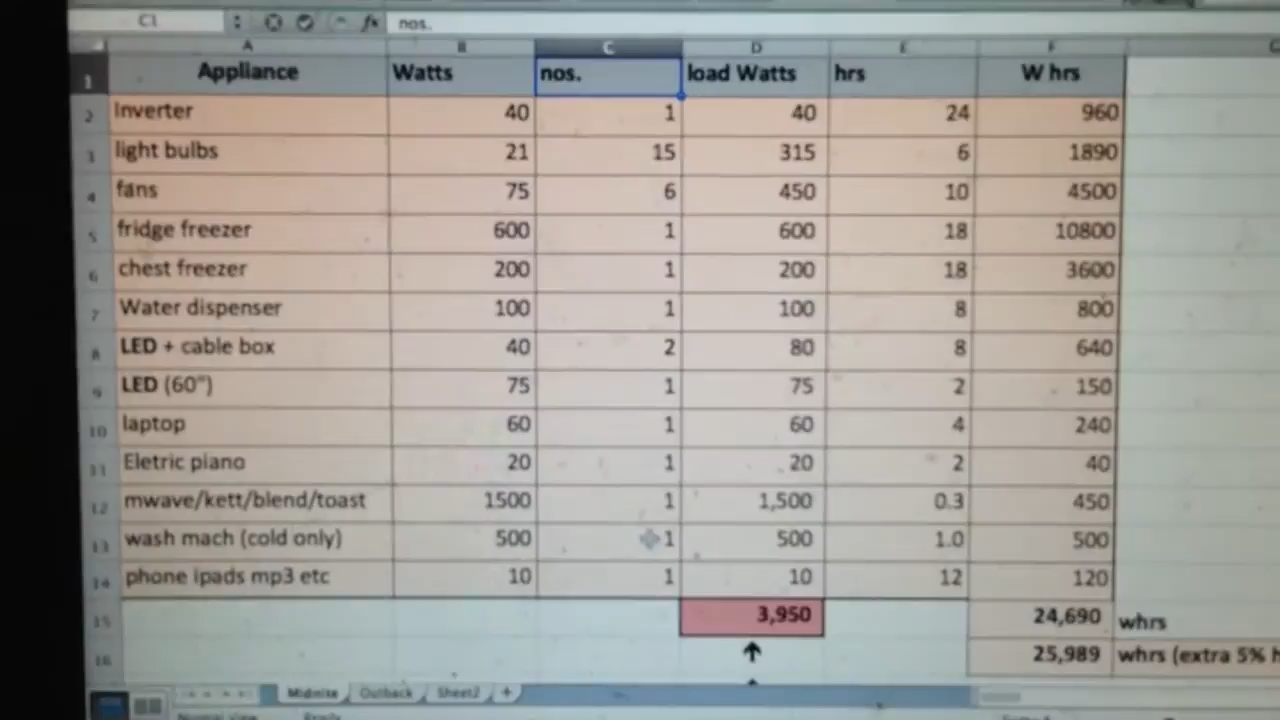 C1 fx nos.
A B C D E F
1 Appliance Watts nos. load Watts hrs W hrs
2 Inverter 40 1 40 24 960
3 light bulbs 21 15 315 6 1890
4 fans 75 6 450 10 4500
5 fridge freezer 600 1 600 18 10800
6 chest freezer 200 1 200 18 3600
7 Water dispenser 100 1 100 8 800
8 LED + cable box 40 2 80 8 640
9 LED (60") 75 1 75 2 150
10 laptop 60 1 60 4 240
11 Eletric piano 20 1 20 2 40
12 mwave/kett/blend/toast 1500 1 1,500 0.3 450
13 wash mach (cold only) 500 1 500 1.0 500
14 phone ipads mp3 etc 10 1 10 12 120
15 3,950 24,690 whrs
16 25,989 whrs (extra 5% h
Midnite Outback Sheet2 +
Normal View Ready